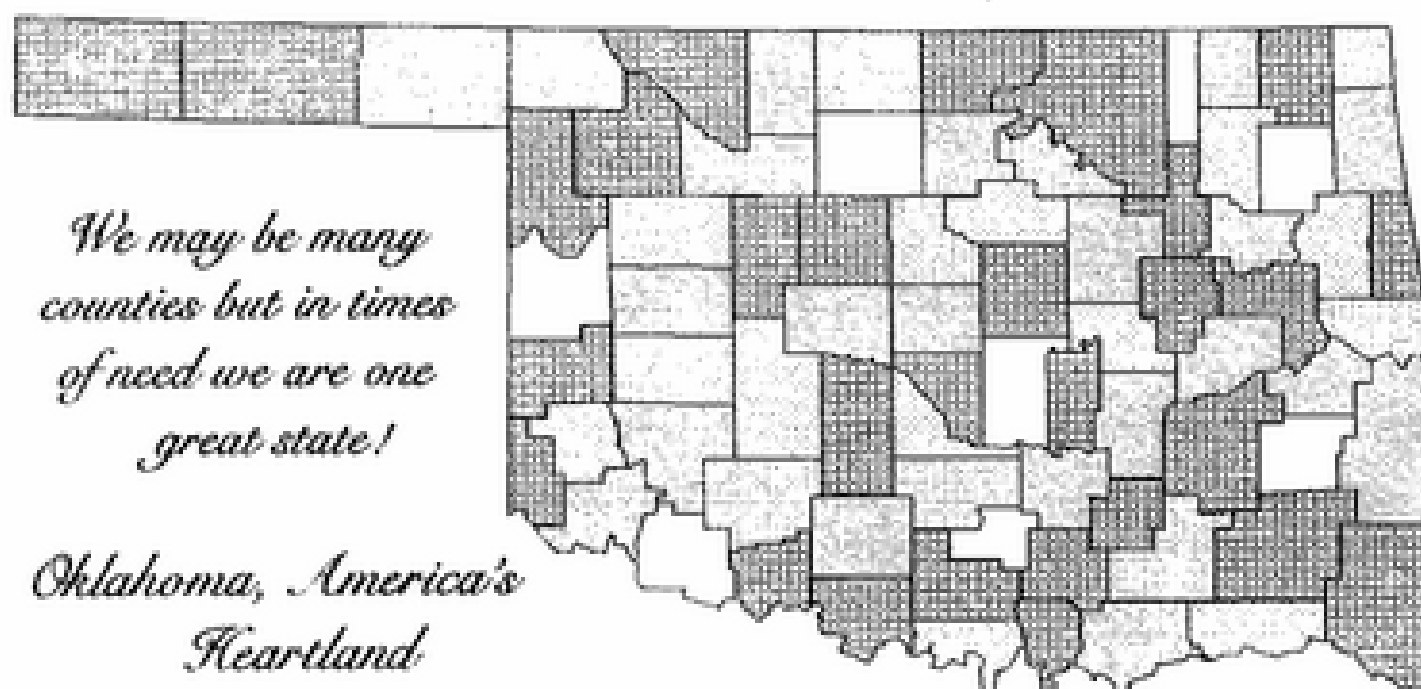 We may be many
counties but in times
of need we are one
great state!
Oklahoma, America's
Heartland